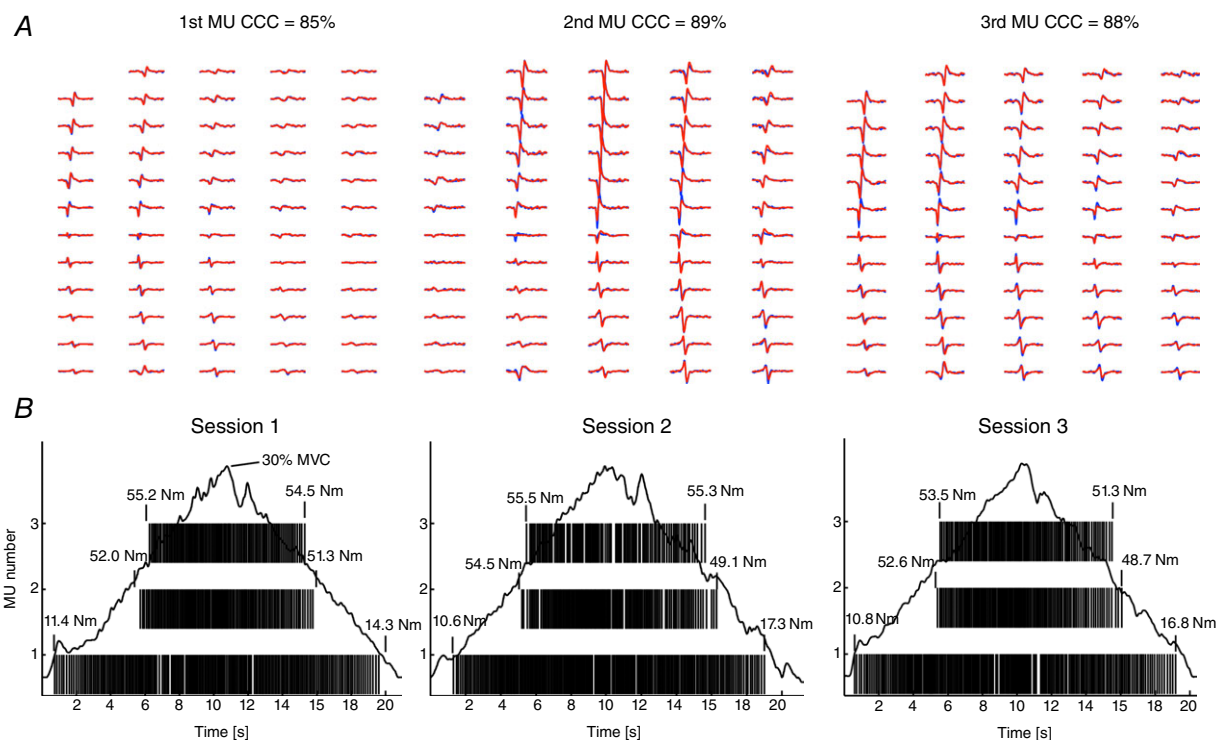 A
1st MU CCC = 85%
2nd MU CCC = 89%
3rd MU CCC = 88%
B
Session 1
Session 2
Session 3
MU number
3
2
1
30% MVC
55.2 Nm
54.5 Nm
52.0 Nm
51.3 Nm
11.4 Nm
14.3 Nm
2 4 6 8 10 12 14 16 18 20
Time [s]
3
2
1
55.5 Nm
55.3 Nm
54.5 Nm
49.1 Nm
10.6 Nm
17.3 Nm
2 4 6 8 10 12 14 16 18 20
Time [s]
3
2
1
53.5 Nm
51.3 Nm
52.6 Nm
48.7 Nm
10.8 Nm
16.8 Nm
2 4 6 8 10 12 14 16 18 20
Time [s]